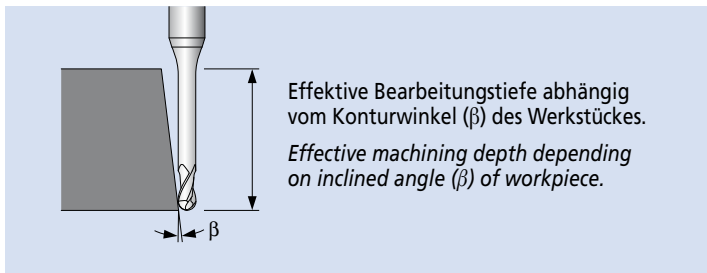 Effektive Bearbeitungstiefe abhängig
vom Konturwinkel (β) des Werkstückes.
Effective machining depth depending
on inclined angle (β) of workpiece.
β